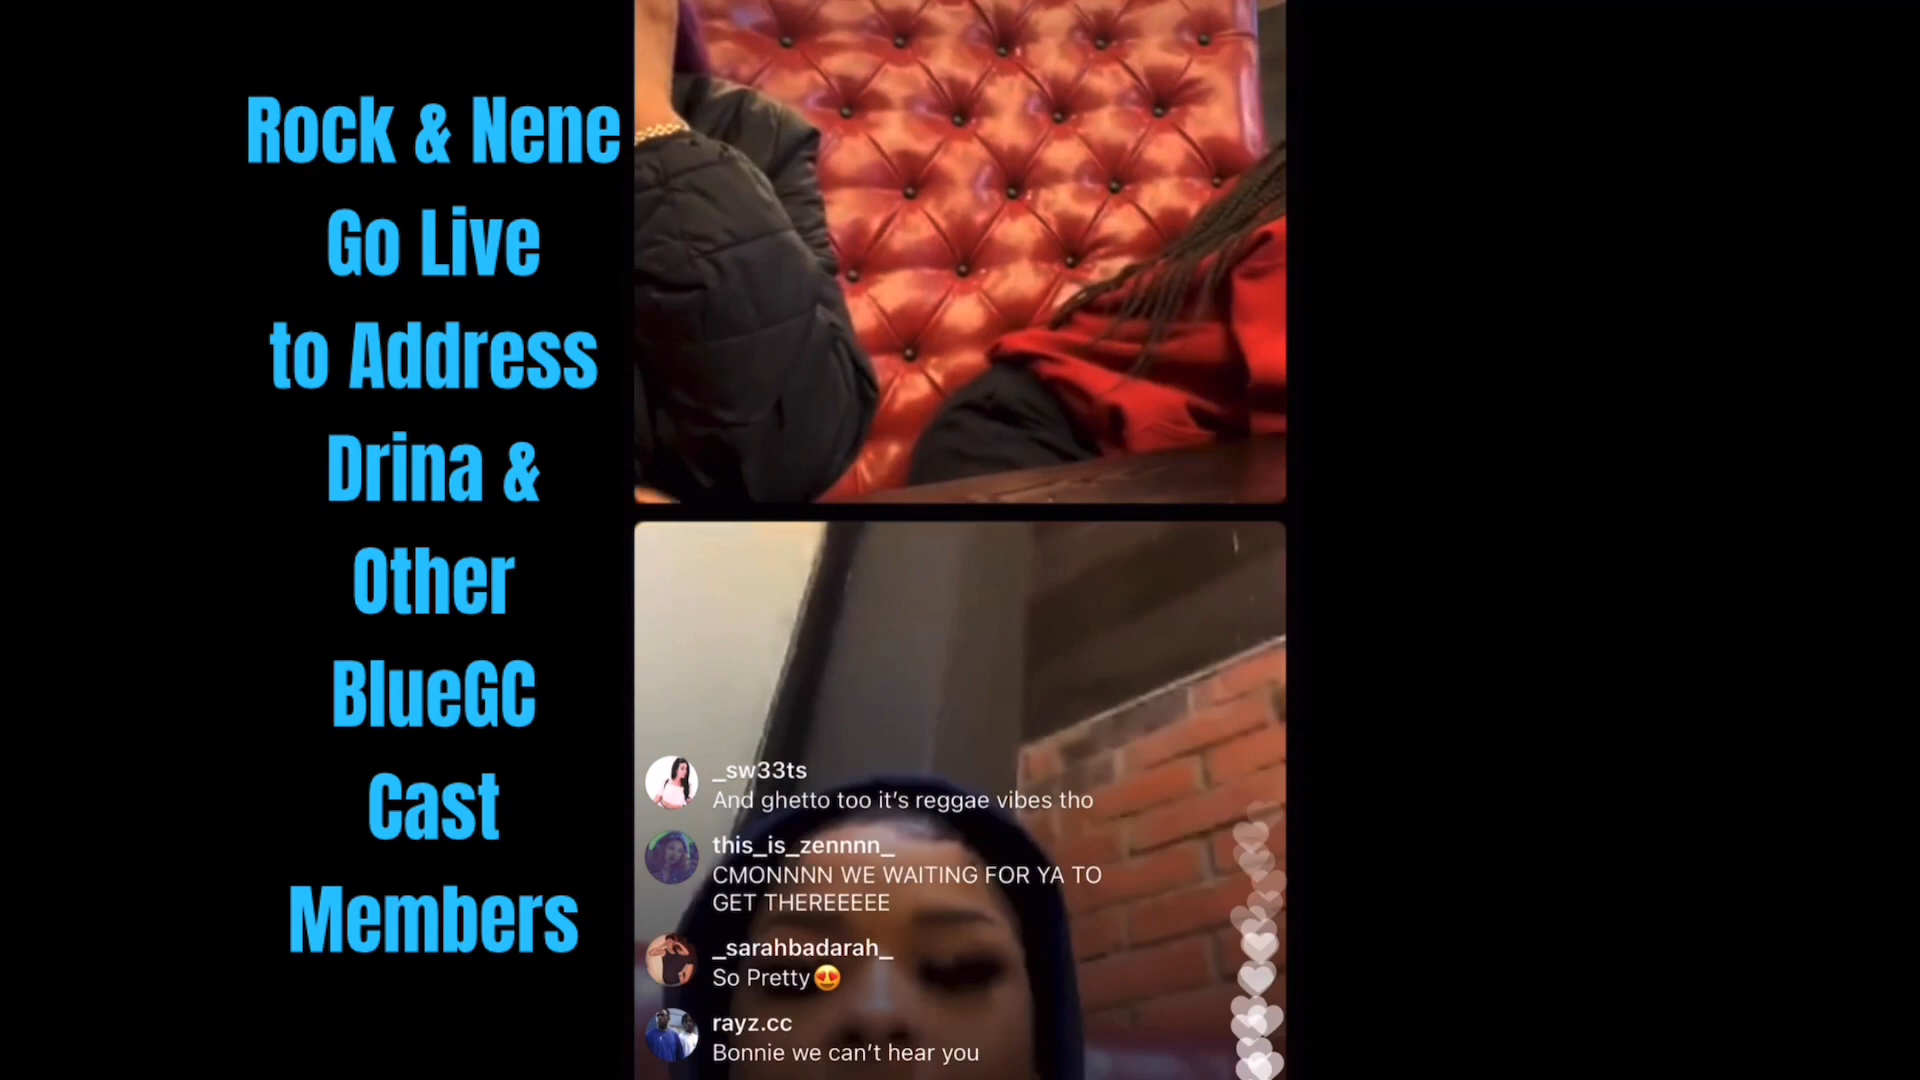 Rock & Nene
Go Live
to Address
Drina &
Other
BlueGC
Cast
Members
_sw33ts
And ghetto too it’s reggae vibes tho
this_is_zennnn_
CMONNNN WE WAITING FOR YA TO
GET THEREEEEE
_sarahbadarah_
So Pretty😍
rayz.cc
Bonnie we can’t hear you